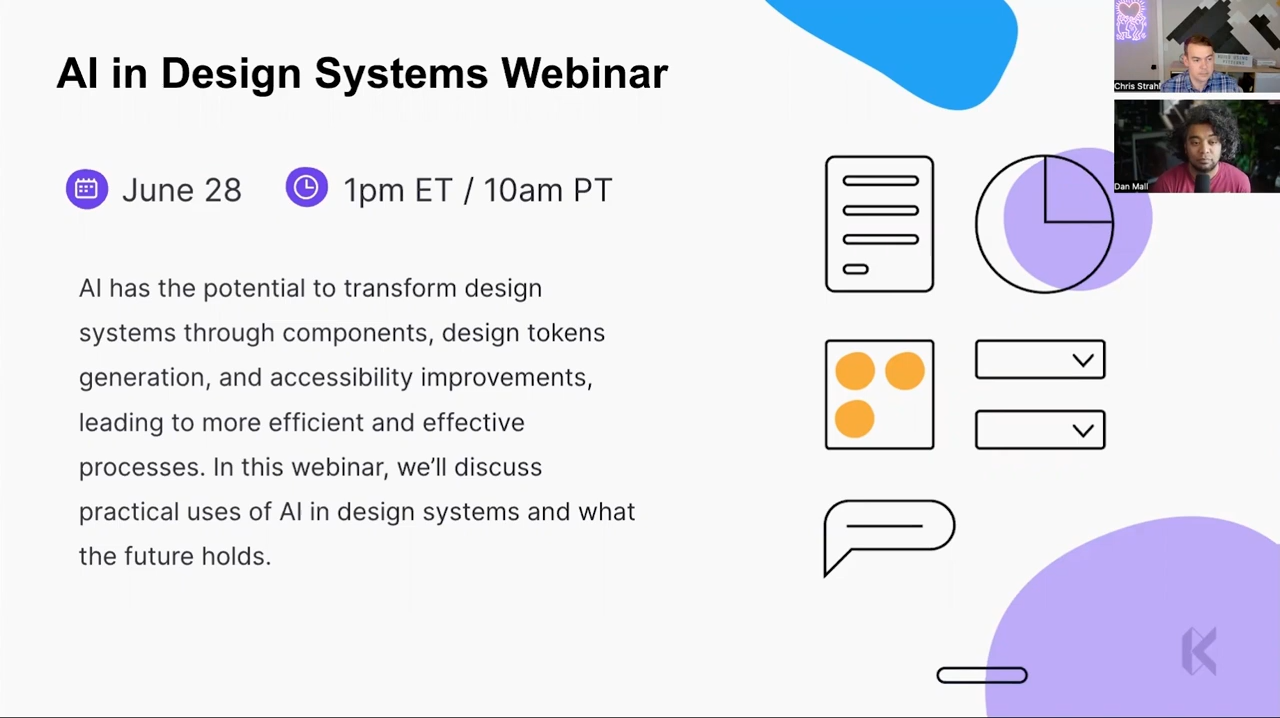 AI in Design Systems Webinar
June 28
1pm ET / 10am PT
AI has the potential to transform design
systems through components, design tokens
generation, and accessibility improvements,
leading to more efficient and effective
processes. In this webinar, we'll discuss
practical uses of AI in design systems and what
the future holds.
Chris Strahl
Dan Mall